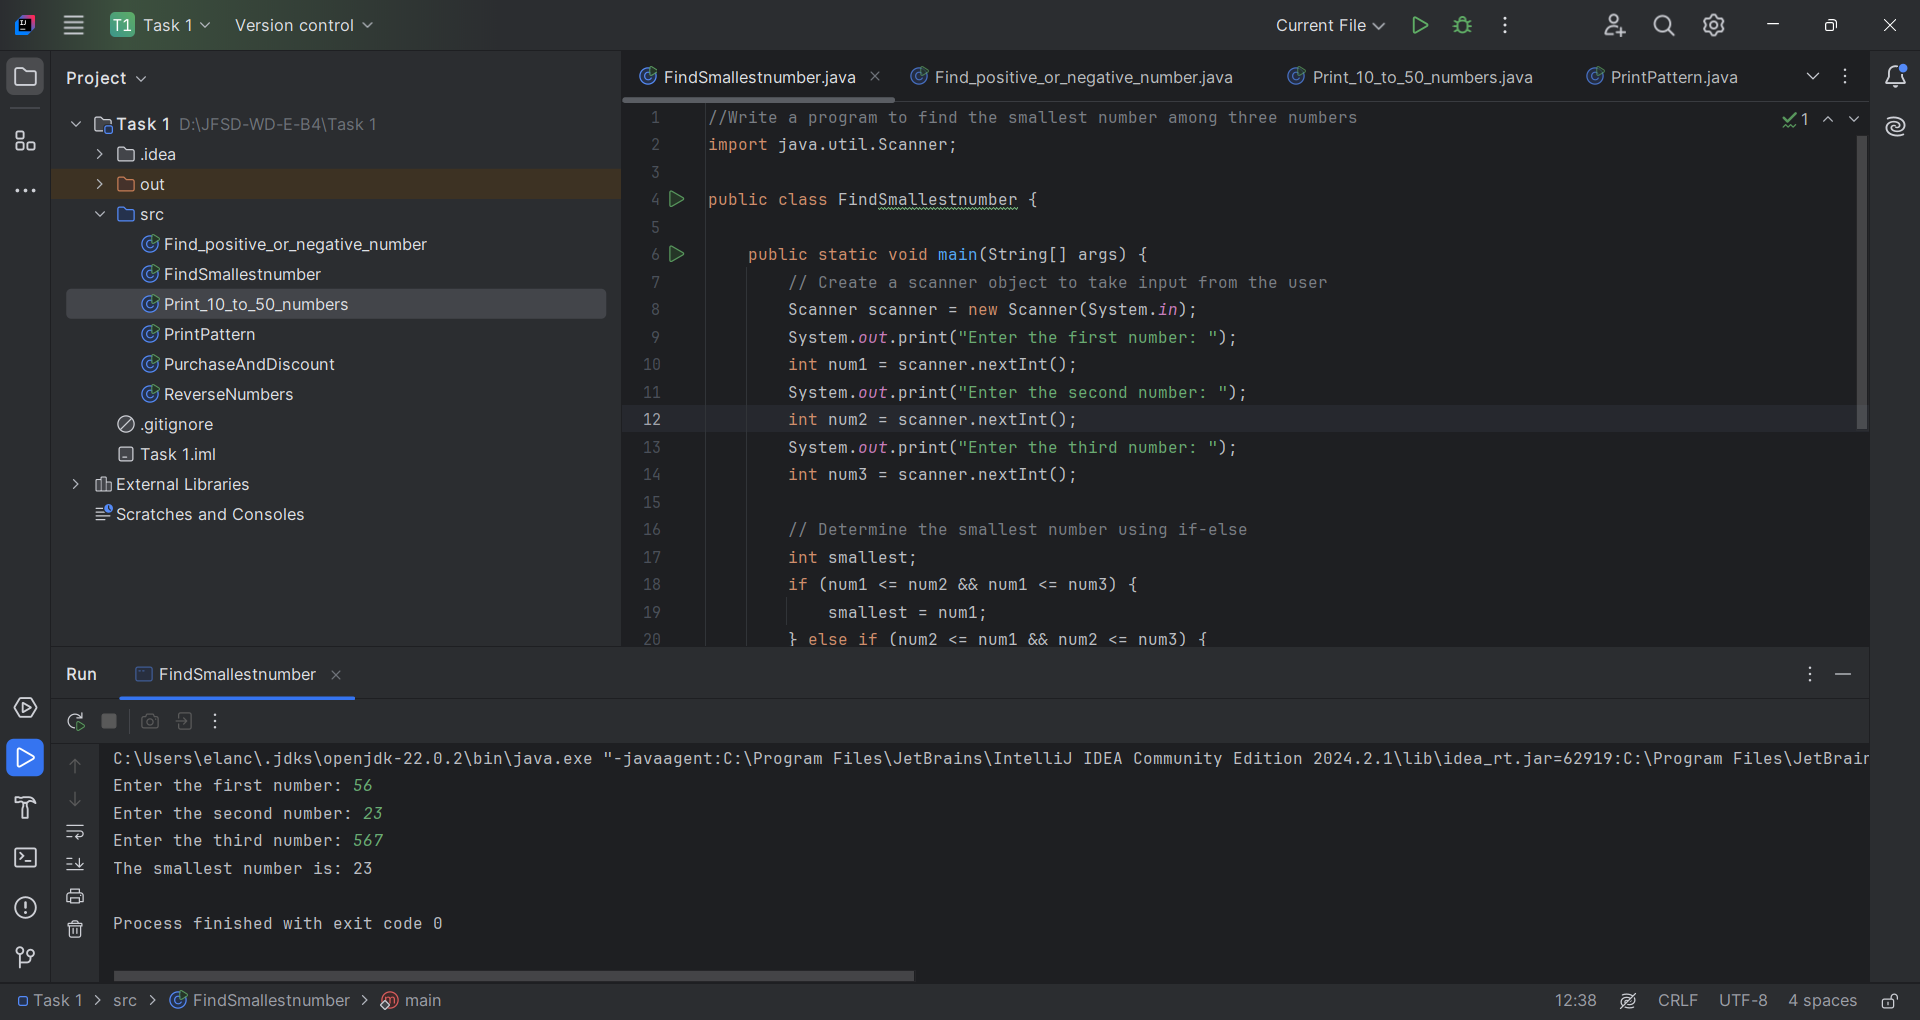 T1 Task 1 Version control Current File
Project
Task 1 D:\JFSD-WD-E-B4\Task 1
.idea
out
src
Find_positive_or_negative_number
FindSmallestnumber
Print_10_to_50_numbers
PrintPattern
PurchaseAndDiscount
ReverseNumbers
.gitignore
Task 1.iml
External Libraries
Scratches and Consoles
FindSmallestnumber.java Find_positive_or_negative_number.java Print_10_to_50_numbers.java PrintPattern.java
1 //Write a program to find the smallest number among three numbers
1
2 import java.util.Scanner;
3
4 public class FindSmallestnumber {
5
6 public static void main(String[] args) {
7 // Create a scanner object to take input from the user
8 Scanner scanner = new Scanner(System.in);
9 System.out.print("Enter the first number: ");
10 int num1 = scanner.nextInt();
11 System.out.print("Enter the second number: ");
12 int num2 = scanner.nextInt();
13 System.out.print("Enter the third number: ");
14 int num3 = scanner.nextInt();
15
16 // Determine the smallest number using if-else
17 int smallest;
18 if (num1 <= num2 && num1 <= num3) {
19 smallest = num1;
20 } else if (num2 <= num1 && num2 <= num3) {
Run FindSmallestnumber
C:\Users\elanc\.jdks\openjdk-22.0.2\bin\java.exe "-javaagent:C:\Program Files\JetBrains\IntelliJ IDEA Community Edition 2024.2.1\lib\idea_rt.jar=62919:C:\Program Files\JetBrain
Enter the first number: 56
Enter the second number: 23
Enter the third number: 567
The smallest number is: 23
Process finished with exit code 0
Task 1 src FindSmallestnumber main
12:38 CRLF UTF-8 4 spaces